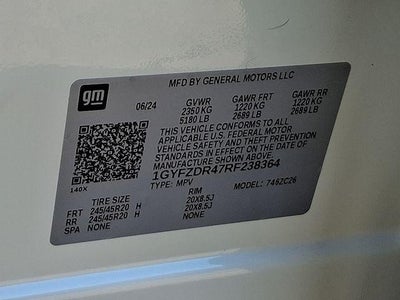 gm
MFD BY GENERAL MOTORS LLC
06/24 GVWR GAWR FRT GAWR RR
2350 KG 1220 KG 1220 KG
5180 LB 2689 LB 2689 LB
THIS VEHICLE CONFORMS TO ALL
APPLICABLE U.S. FEDERAL MOTOR
VEHICLE SAFETY AND THEFT PREVENTION
STANDARDS IN EFFECT ON THE DATE OF
MANUFACTURE SHOWN ABOVE.
1GYFZDR47RF238364
140X TYPE: MPV MODEL: 746ZC26
TIRE SIZE RIM
FRT 245/45R20 H 20X8.5J
RR 245/45R20 H 20X8.5J
SPA NONE NONE